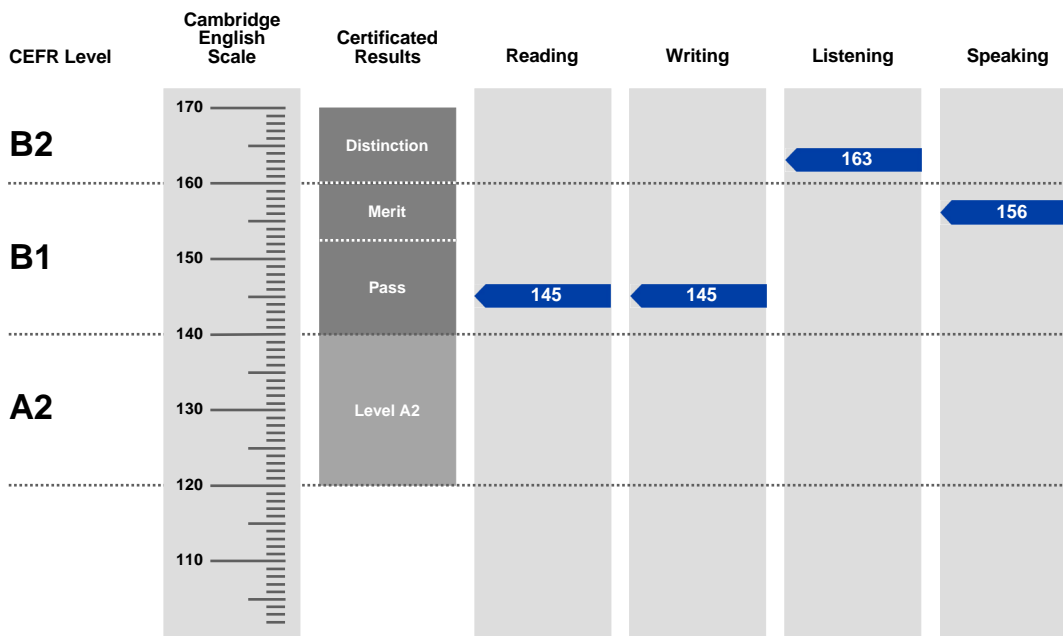 CEFR Level
Cambridge
English
Scale
Certificated
Results
Reading
Writing
Listening
Speaking
170
B2
Distinction
163
160
Merit
156
B1
150
Pass
145
145
140
A2
130
Level A2
120
110